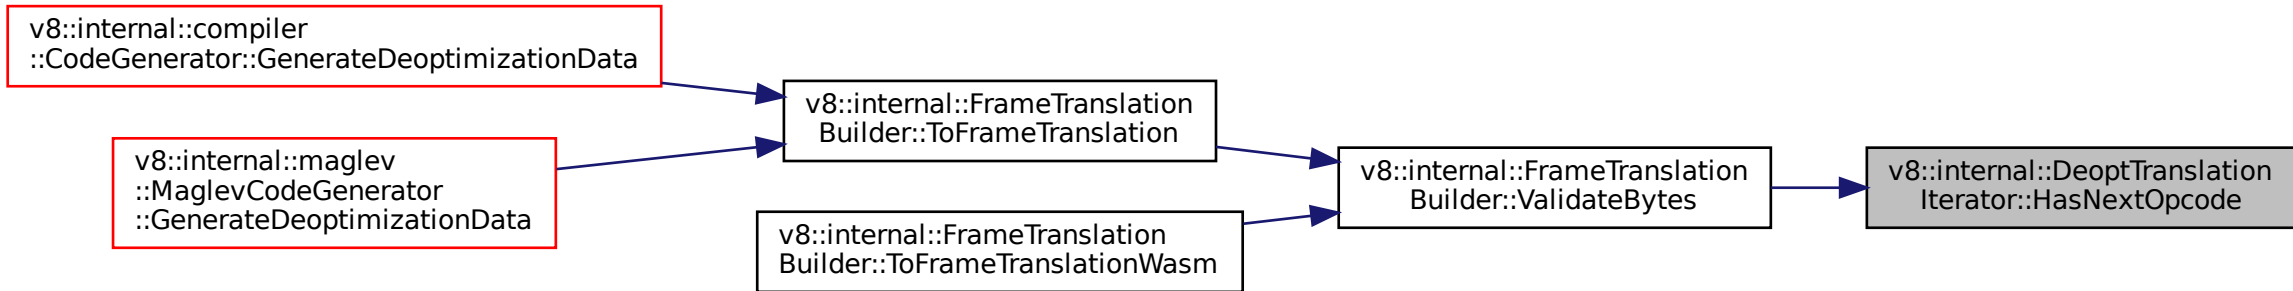 v8::internal::compiler
::CodeGenerator::GenerateDeoptimizationData
v8::internal::maglev
::MaglevCodeGenerator
::GenerateDeoptimizationData
v8::internal::FrameTranslation
Builder::ToFrameTranslation
v8::internal::FrameTranslation
Builder::ToFrameTranslationWasm
v8::internal::FrameTranslation
Builder::ValidateBytes
v8::internal::DeoptTranslation
Iterator::HasNextOpcode